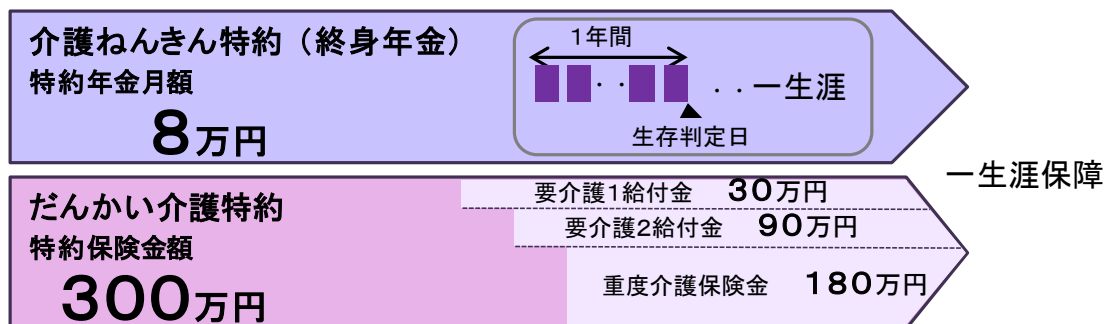 介護ねんきん特約（終身年金）
特約年金月額
8万円
1年間
・・
・・一生涯
生存判定日
一生涯保障
だんかい介護特約
特約保険金額
300万円
要介護1給付金 30万円
要介護2給付金 90万円
重度介護保険金 180万円